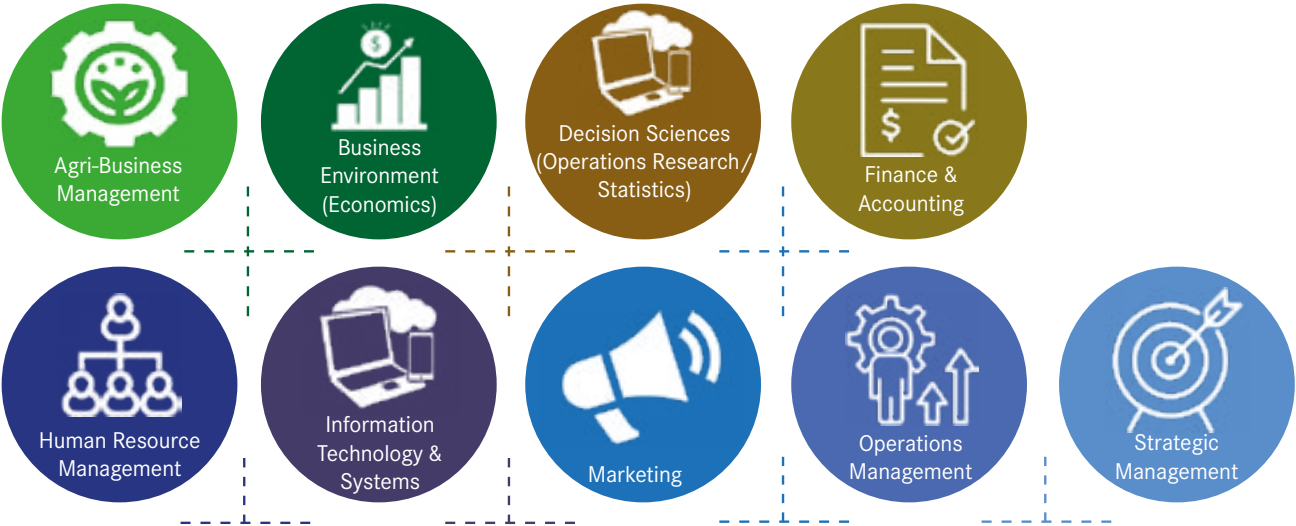 Agri-Business
Management
Business
Environment
(Economics)
Decision Sciences
(Operations Research/
Statistics)
$
Finance &
Accounting
$
Human Resource
Management
Information
Technology &
Systems
Marketing
Operations
Management
Strategic
Management